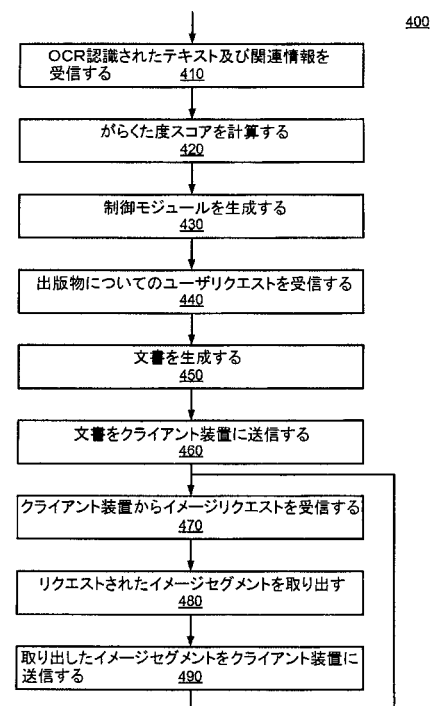 400
OCR認識されたテキスト及び関連情報を
受信する 410
がらくた度スコアを計算する
420
制御モジュールを生成する
430
出版物についてのユーザリクエストを受信する
440
文書を生成する
450
文書をクライアント装置に送信する
460
クライアント装置からイメージリクエストを受信する
470
リクエストされたイメージセグメントを取り出す
480
取り出したイメージセグメントをクライアント装置に
送信する 490